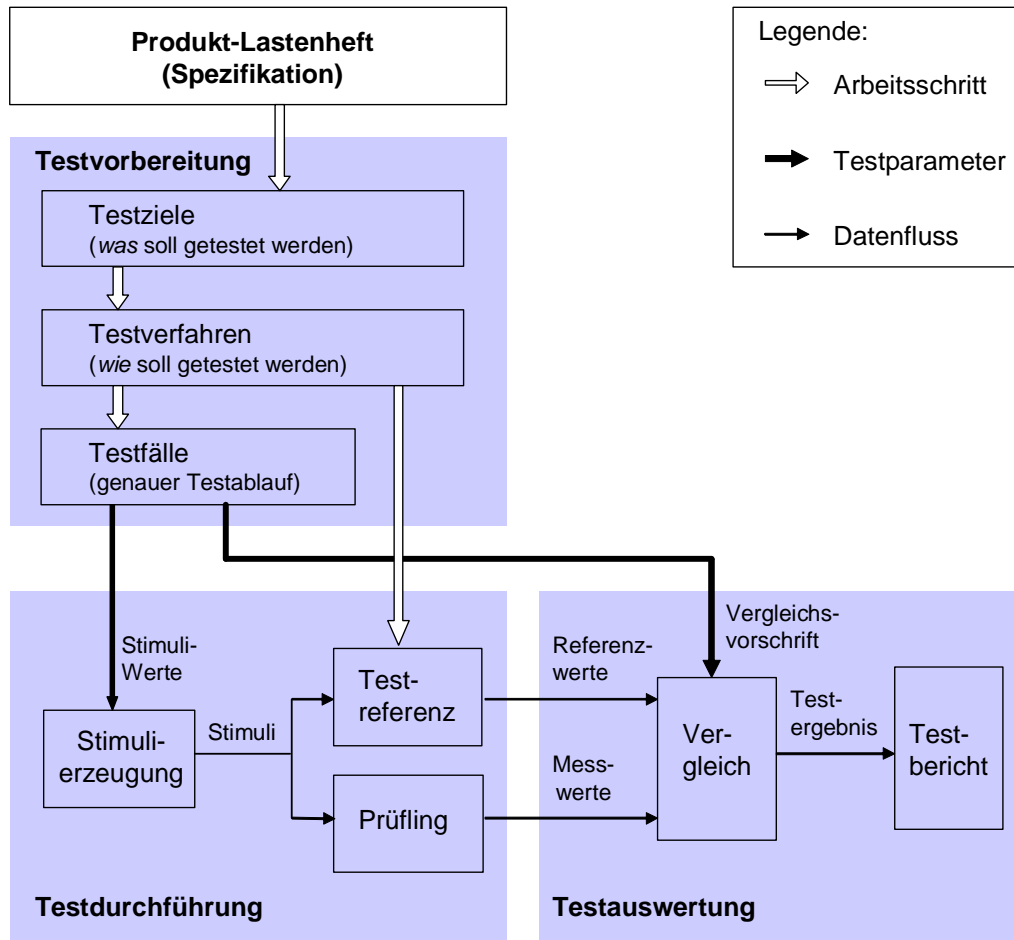 Produkt-Lastenheft
(Spezifikation)
Legende:
Arbeitsschritt
Testparameter
Datenfluss
Testvorbereitung
Testziele
(was soll getestet werden)
Testverfahren
(wie soll getestet werden)
Testfälle
(genauer Testablauf)
Stimuli-
Werte
Stimuli-
erzeugung
Stimuli
Test-
referenz
Prüfling
Testdurchführung
Referenz-
werte
Mess-
werte
Vergleichs-
vorschrift
Ver-
gleich
Test-
ergebnis
Test-
bericht
Testauswertung